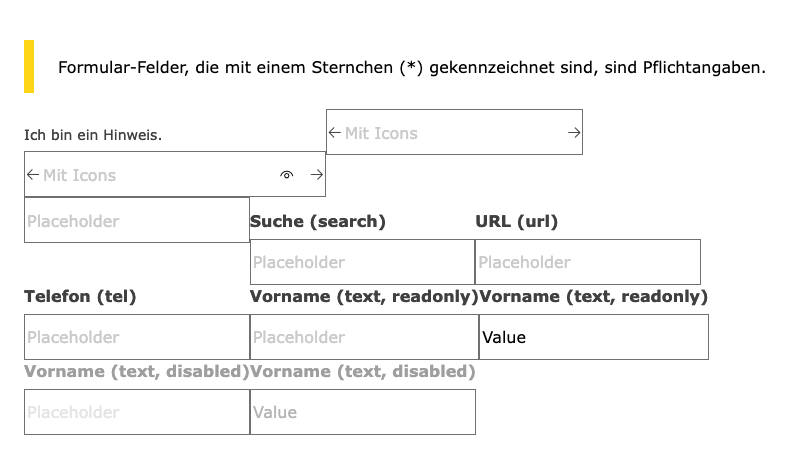 Formular-Felder, die mit einem Sternchen (*) gekennzeichnet sind, sind Pflichtangaben.
Ich bin ein Hinweis.
← Mit Icons →
← Mit Icons →
Placeholder
Suche (search)
URL (url)
Placeholder
Placeholder
Telefon (tel)
Vorname (text, readonly)
Vorname (text, readonly)
Placeholder
Placeholder
Value
Vorname (text, disabled)
Vorname (text, disabled)
Placeholder
Value